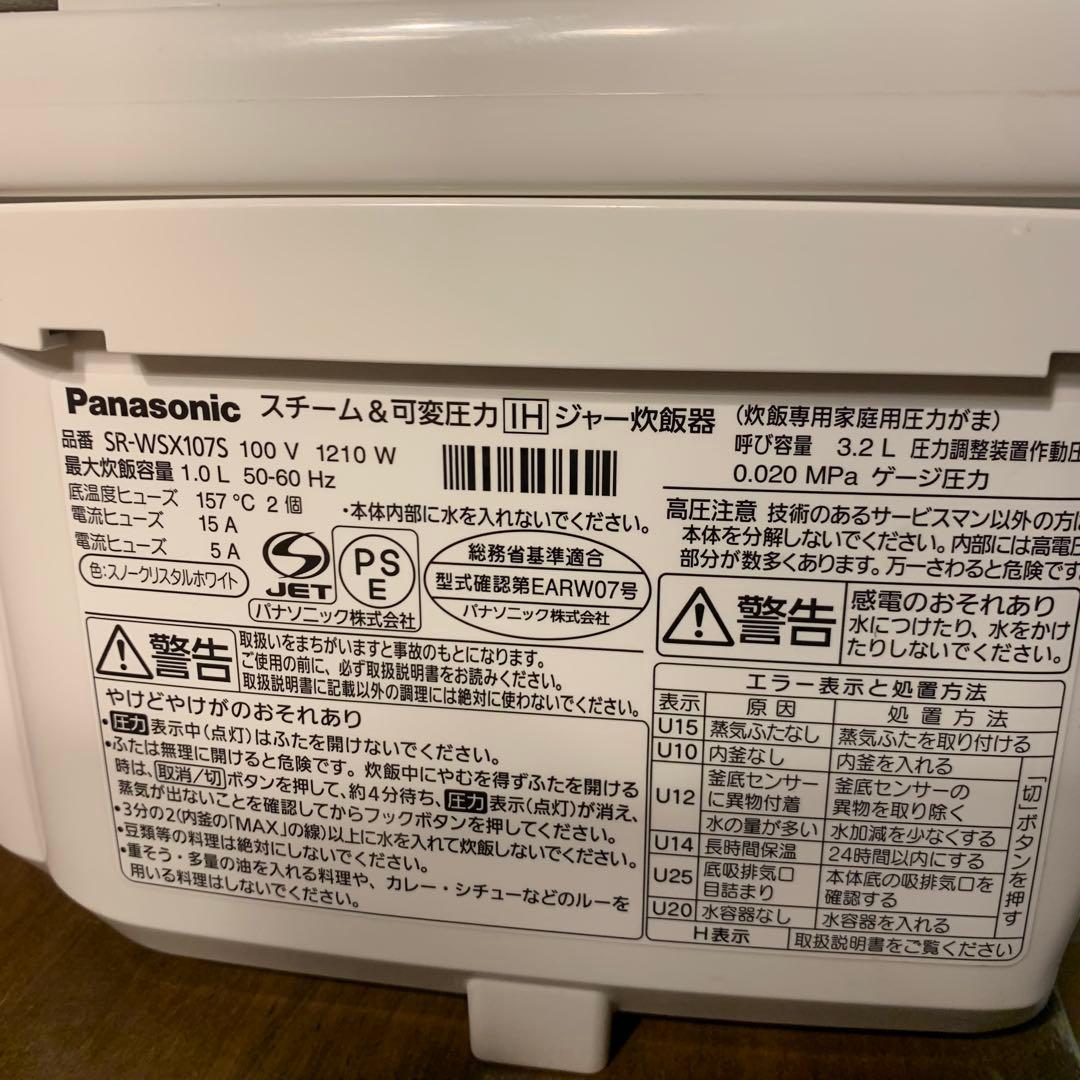 Panasonic スチーム&可変圧力 IH ジャー炊飯器
品番 SR-WSX107S 100 V 1210 W
最大炊飯容量 1.0 L 50-60 Hz
底温度ヒューズ 157 ℃ 2 個
電流ヒューズ 15 A
電流ヒューズ 5 A
色:スノークリスタルホワイト
・本体内部に水を入れないでください。
JET
PS
E
パナソニック株式会社
総務省基準適合
型式確認第EARW07号
パナソニック株式会社
(炊飯専用家庭用圧力がま)
呼び容量 3.2 L 圧力調整装置作動圧
0.020 MPa ゲージ圧力
高圧注意 技術のあるサービスマン以外の方は
本体を分解しないでください。内部には高電圧
部分が数多くあります。万一さわると危険です。
警告
感電のおそれあり
水につけたり、水をかけ
たりしないでください。
警告
取扱いをまちがいますと事故のもとになります。
ご使用の前に、必ず取扱説明書をお読みください。
取扱説明書に記載以外の調理には絶対に使わないでください。
やけどやけがのおそれあり
・圧力表示中(点灯)はふたを開けないでください。
・ふたは無理に開けると危険です。炊飯中にやむを得ずふたを開ける
時は、取消/切ボタンを押して、約4分待ち、圧力表示(点灯)が消え、
蒸気が出ないことを確認してからフックボタンを押してください。
・3分の2(内釜の「MAX」の線)以上に水を入れて炊飯しないでください。
・豆類等の料理は絶対にしないでください。
・重そう・多量の油を入れる料理や、カレー・シチューなどのルーを
用いる料理はしないでください。
エラー表示と処置方法
表示 原因 処置方法
U15 蒸気ふたなし 蒸気ふたを取り付ける
U10 内釜なし 内釜を入れる
U12 釜底センサーに異物付着 釜底センサーの異物を取り除く
水の量が多い 水加減を少なくする
U14 長時間保温 24時間以内にする
U25 底吸排気口目詰まり 本体底の吸排気口を確認する
U20 水容器なし 水容器を入れる
「切」ボタンを押す
H表示 取扱説明書をご覧ください